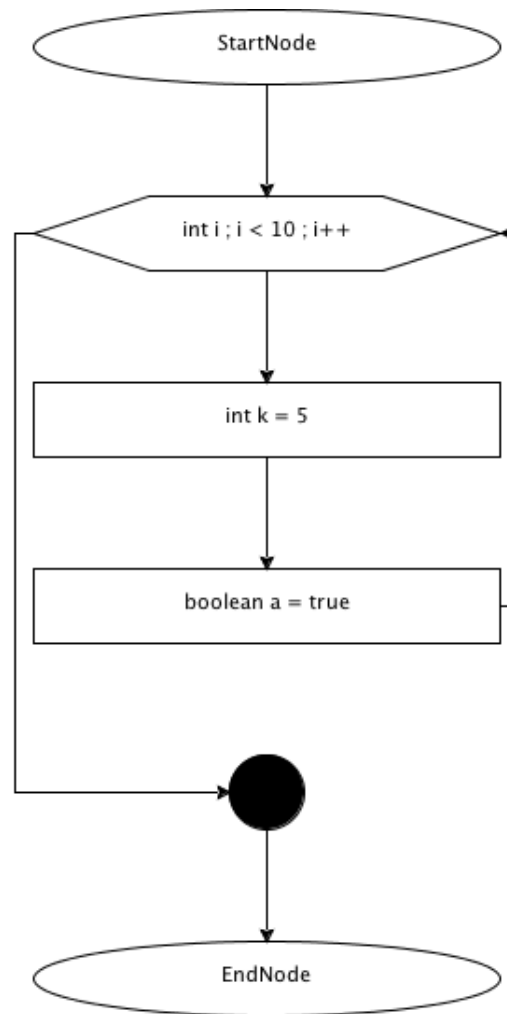 StartNode
int i ; i < 10 ; i++
int k = 5
boolean a = true
EndNode